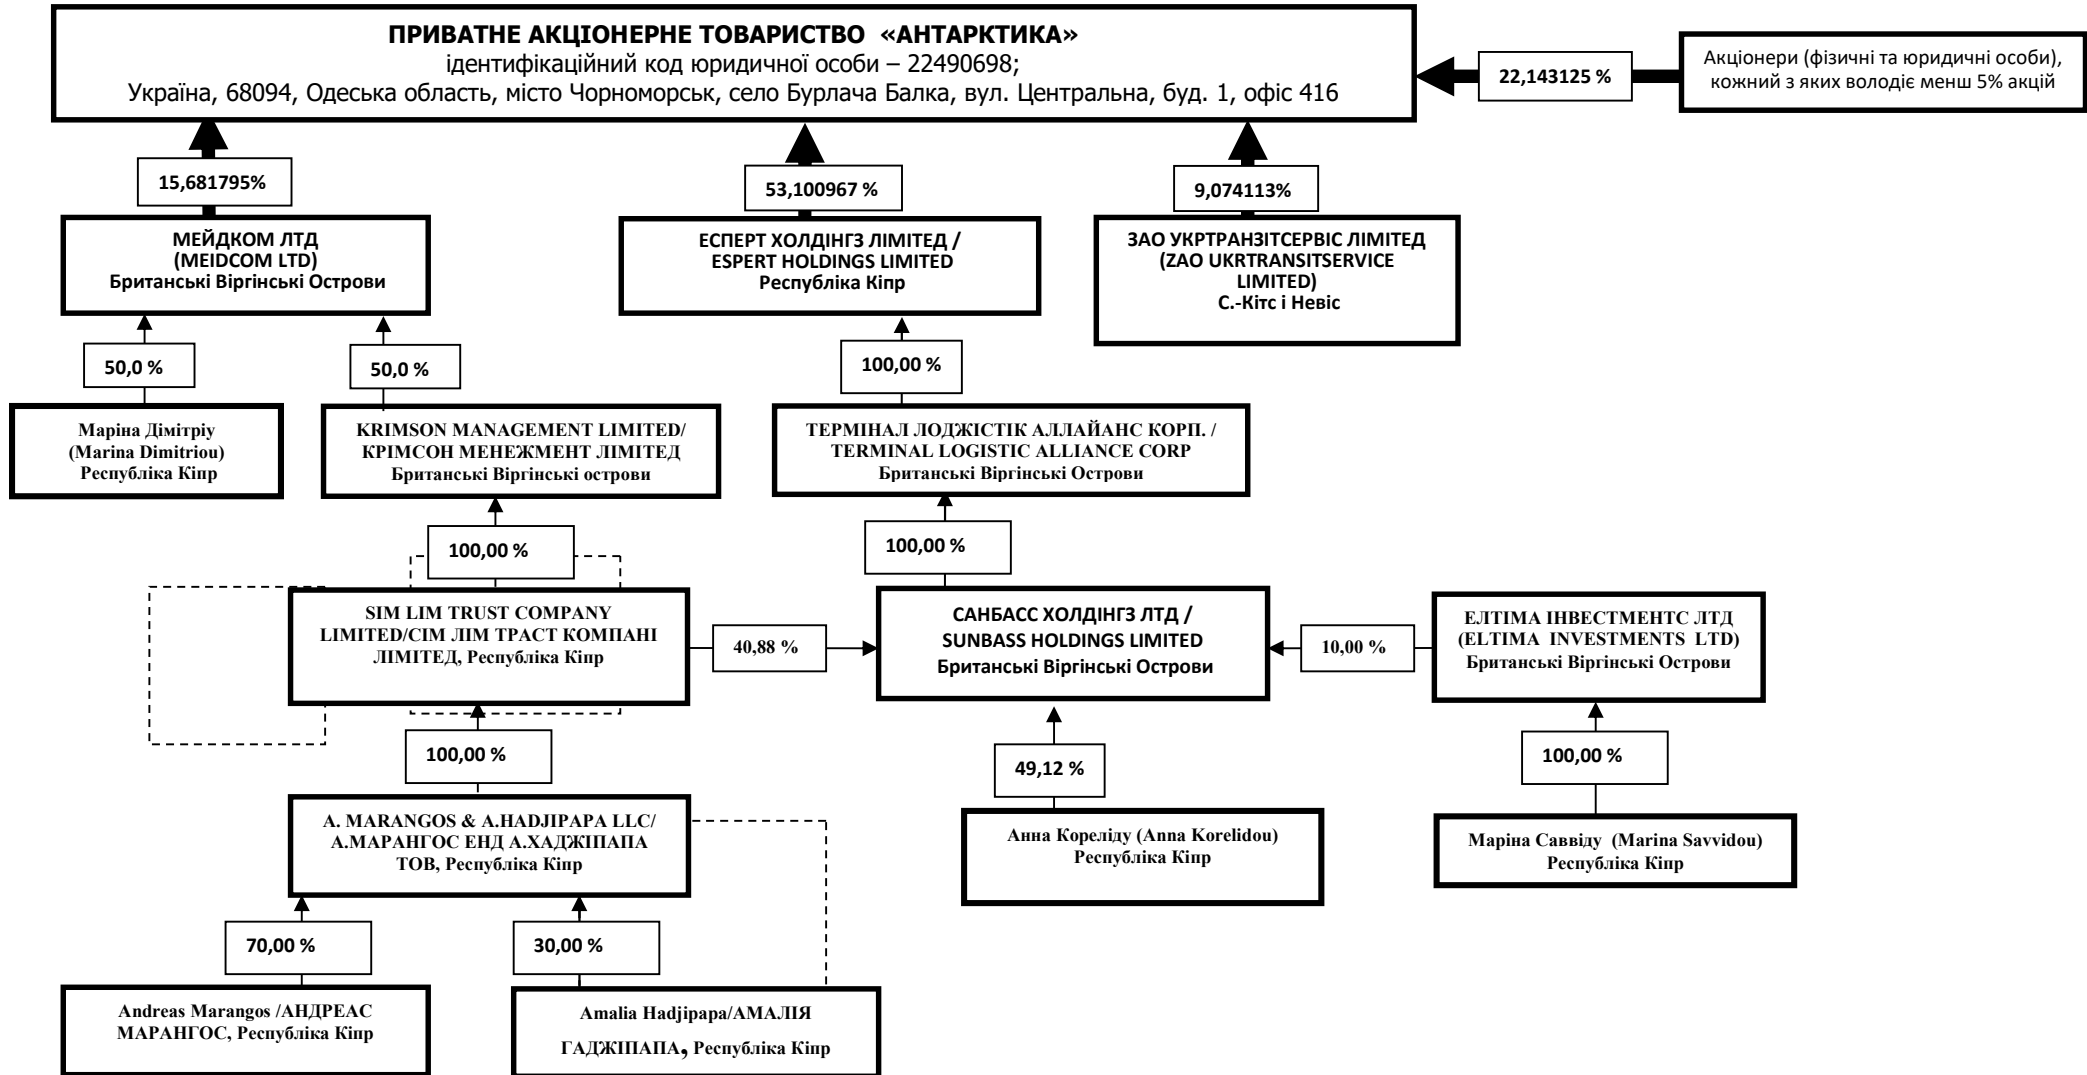 ПРИВАТНЕ АКЦІОНЕРНЕ ТОВАРИСТВО «АНТАРКТИКА»
ідентифікаційний код юридичної особи – 22490698;
Україна, 68094, Одеська область, місто Чорноморськ, село Бурлача Балка, вул. Центральна, буд. 1, офіс 416
22,143125 %
Акціонери (фізичні та юридичні особи),
кожний з яких володіє менш 5% акцій
15,681795%
53,100967 %
9,074113%
МЕЙДКОМ ЛТД
(MEIDCOM LTD)
Британські Віргінські Острови
ЕСПЕРТ ХОЛДІНГЗ ЛІМІТЕД /
ESPERT HOLDINGS LIMITED
Республіка Кіпр
ЗАО УКРТРАНЗІТСЕРВІС ЛІМІТЕД
(ZAO UKRTRANSITSERVICE
LIMITED)
С.-Кітс і Невіс
50,0 %
50,0 %
100,00 %
Маріна Дімітріу
(Marina Dimitriou)
Республіка Кіпр
KRIMSON MANAGEMENT LIMITED/
КРІМСОН МЕНЕЖМЕНТ ЛІМІТЕД
Британські Віргінські острови
ТЕРМІНАЛ ЛОДЖІСТІК АЛЛАЙАНС КОРП. /
TERMINAL LOGISTIC ALLIANCE CORP
Британські Віргінські Острови
100,00 %
100,00 %
SIM LIM TRUST COMPANY
LIMITED/СІМ ЛІМ ТРАСТ КОМПАНІ
ЛІМІТЕД, Республіка Кіпр
40,88 %
САНБАСС ХОЛДІНГЗ ЛТД /
SUNBASS HOLDINGS LIMITED
Британські Віргінські Острови
10,00 %
ЕЛТІМА ІНВЕСТМЕНТС ЛТД
(ELTIMA INVESTMENTS LTD)
Британські Віргінські Острови
100,00 %
49,12 %
100,00 %
A. MARANGOS & A.HADJIPAPA LLC/
А.МАРАНГОС ЕНД А.ХАДЖІПАПА
ТОВ, Республіка Кіпр
Анна Кореліду (Anna Korelidou)
Республіка Кіпр
Маріна Саввіду (Marina Savvidou)
Республіка Кіпр
70,00 %
30,00 %
Andreas Marangos /АНДРЕАС
МАРАНГОС, Республіка Кіпр
Amalia Hadjipapa/АМАЛІЯ
ГАДЖІПАПА, Республіка Кіпр